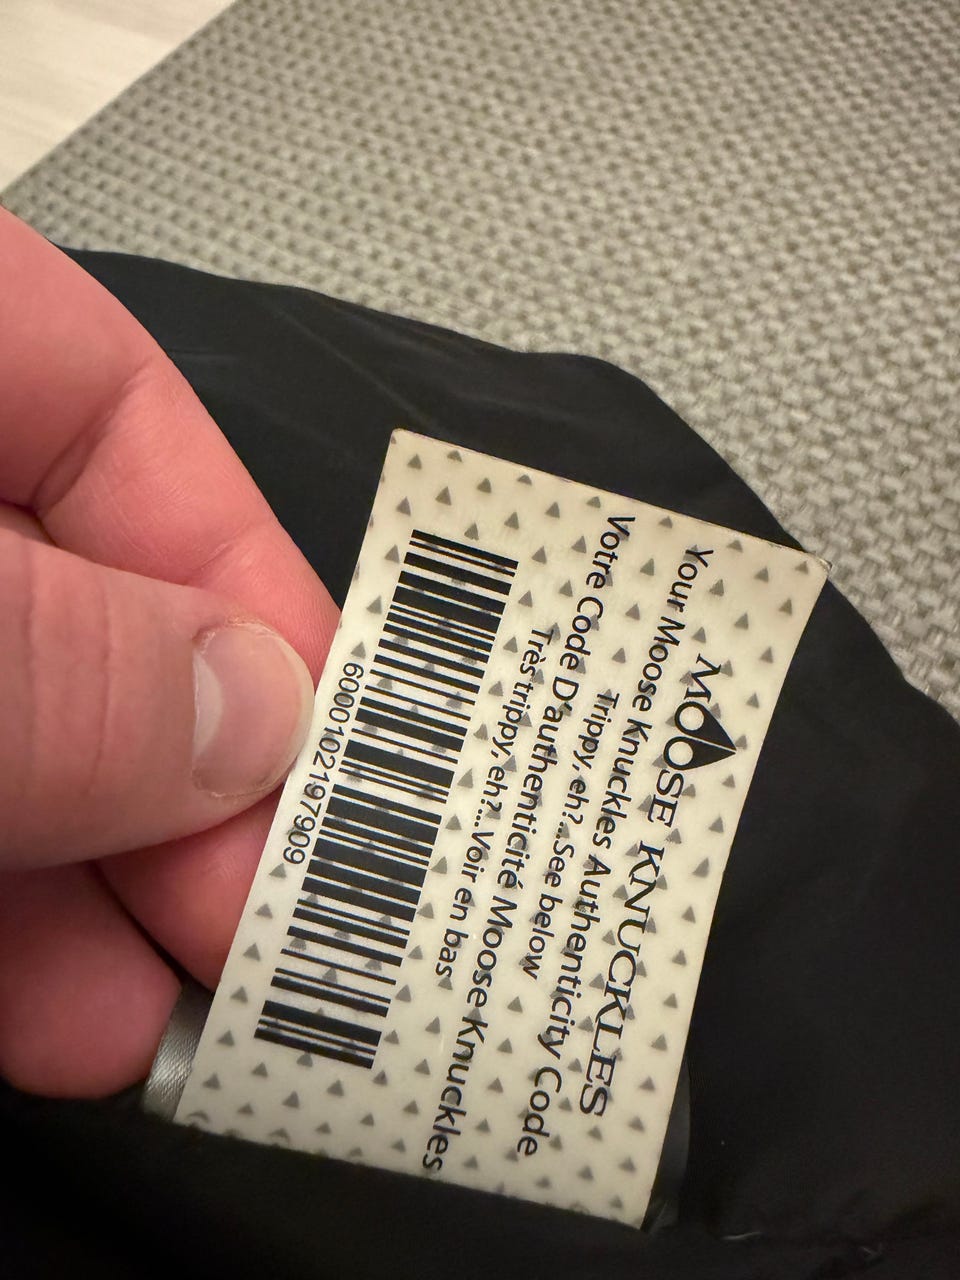 MOOSE KNUCKLES
Your Moose Knuckles Authenticity Code
Trippy, eh?...See below
Votre Code D'authenticité Moose Knuckles
Très trippy, eh?....Voir en bas
6000102197909